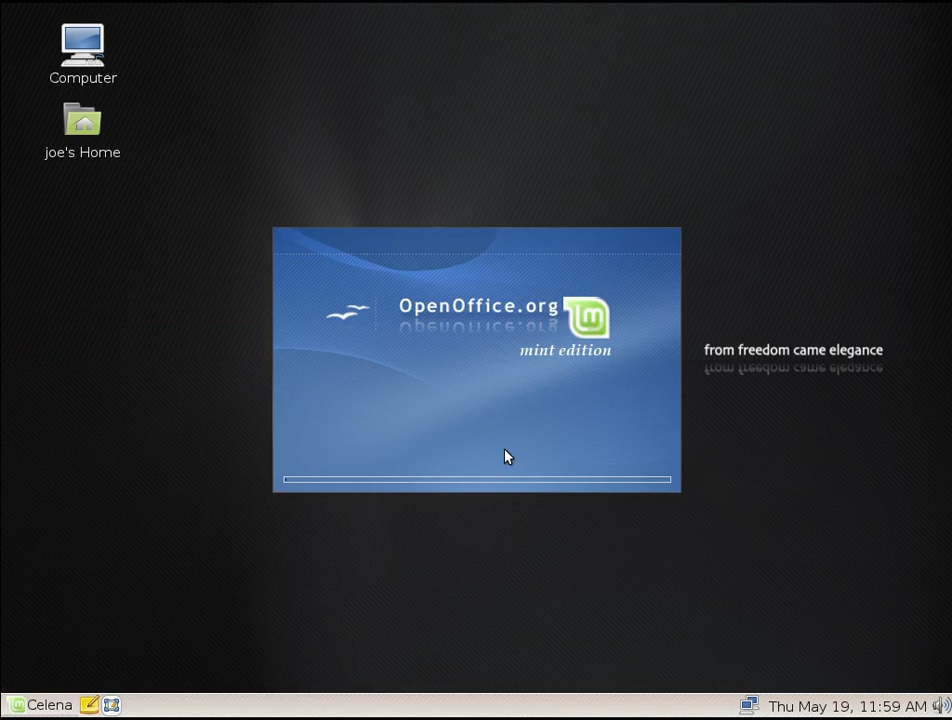 Computer
joe's Home
OpenOffice.org
mint edition
from freedom came elegance
Celena
Thu May 19, 11:59 AM